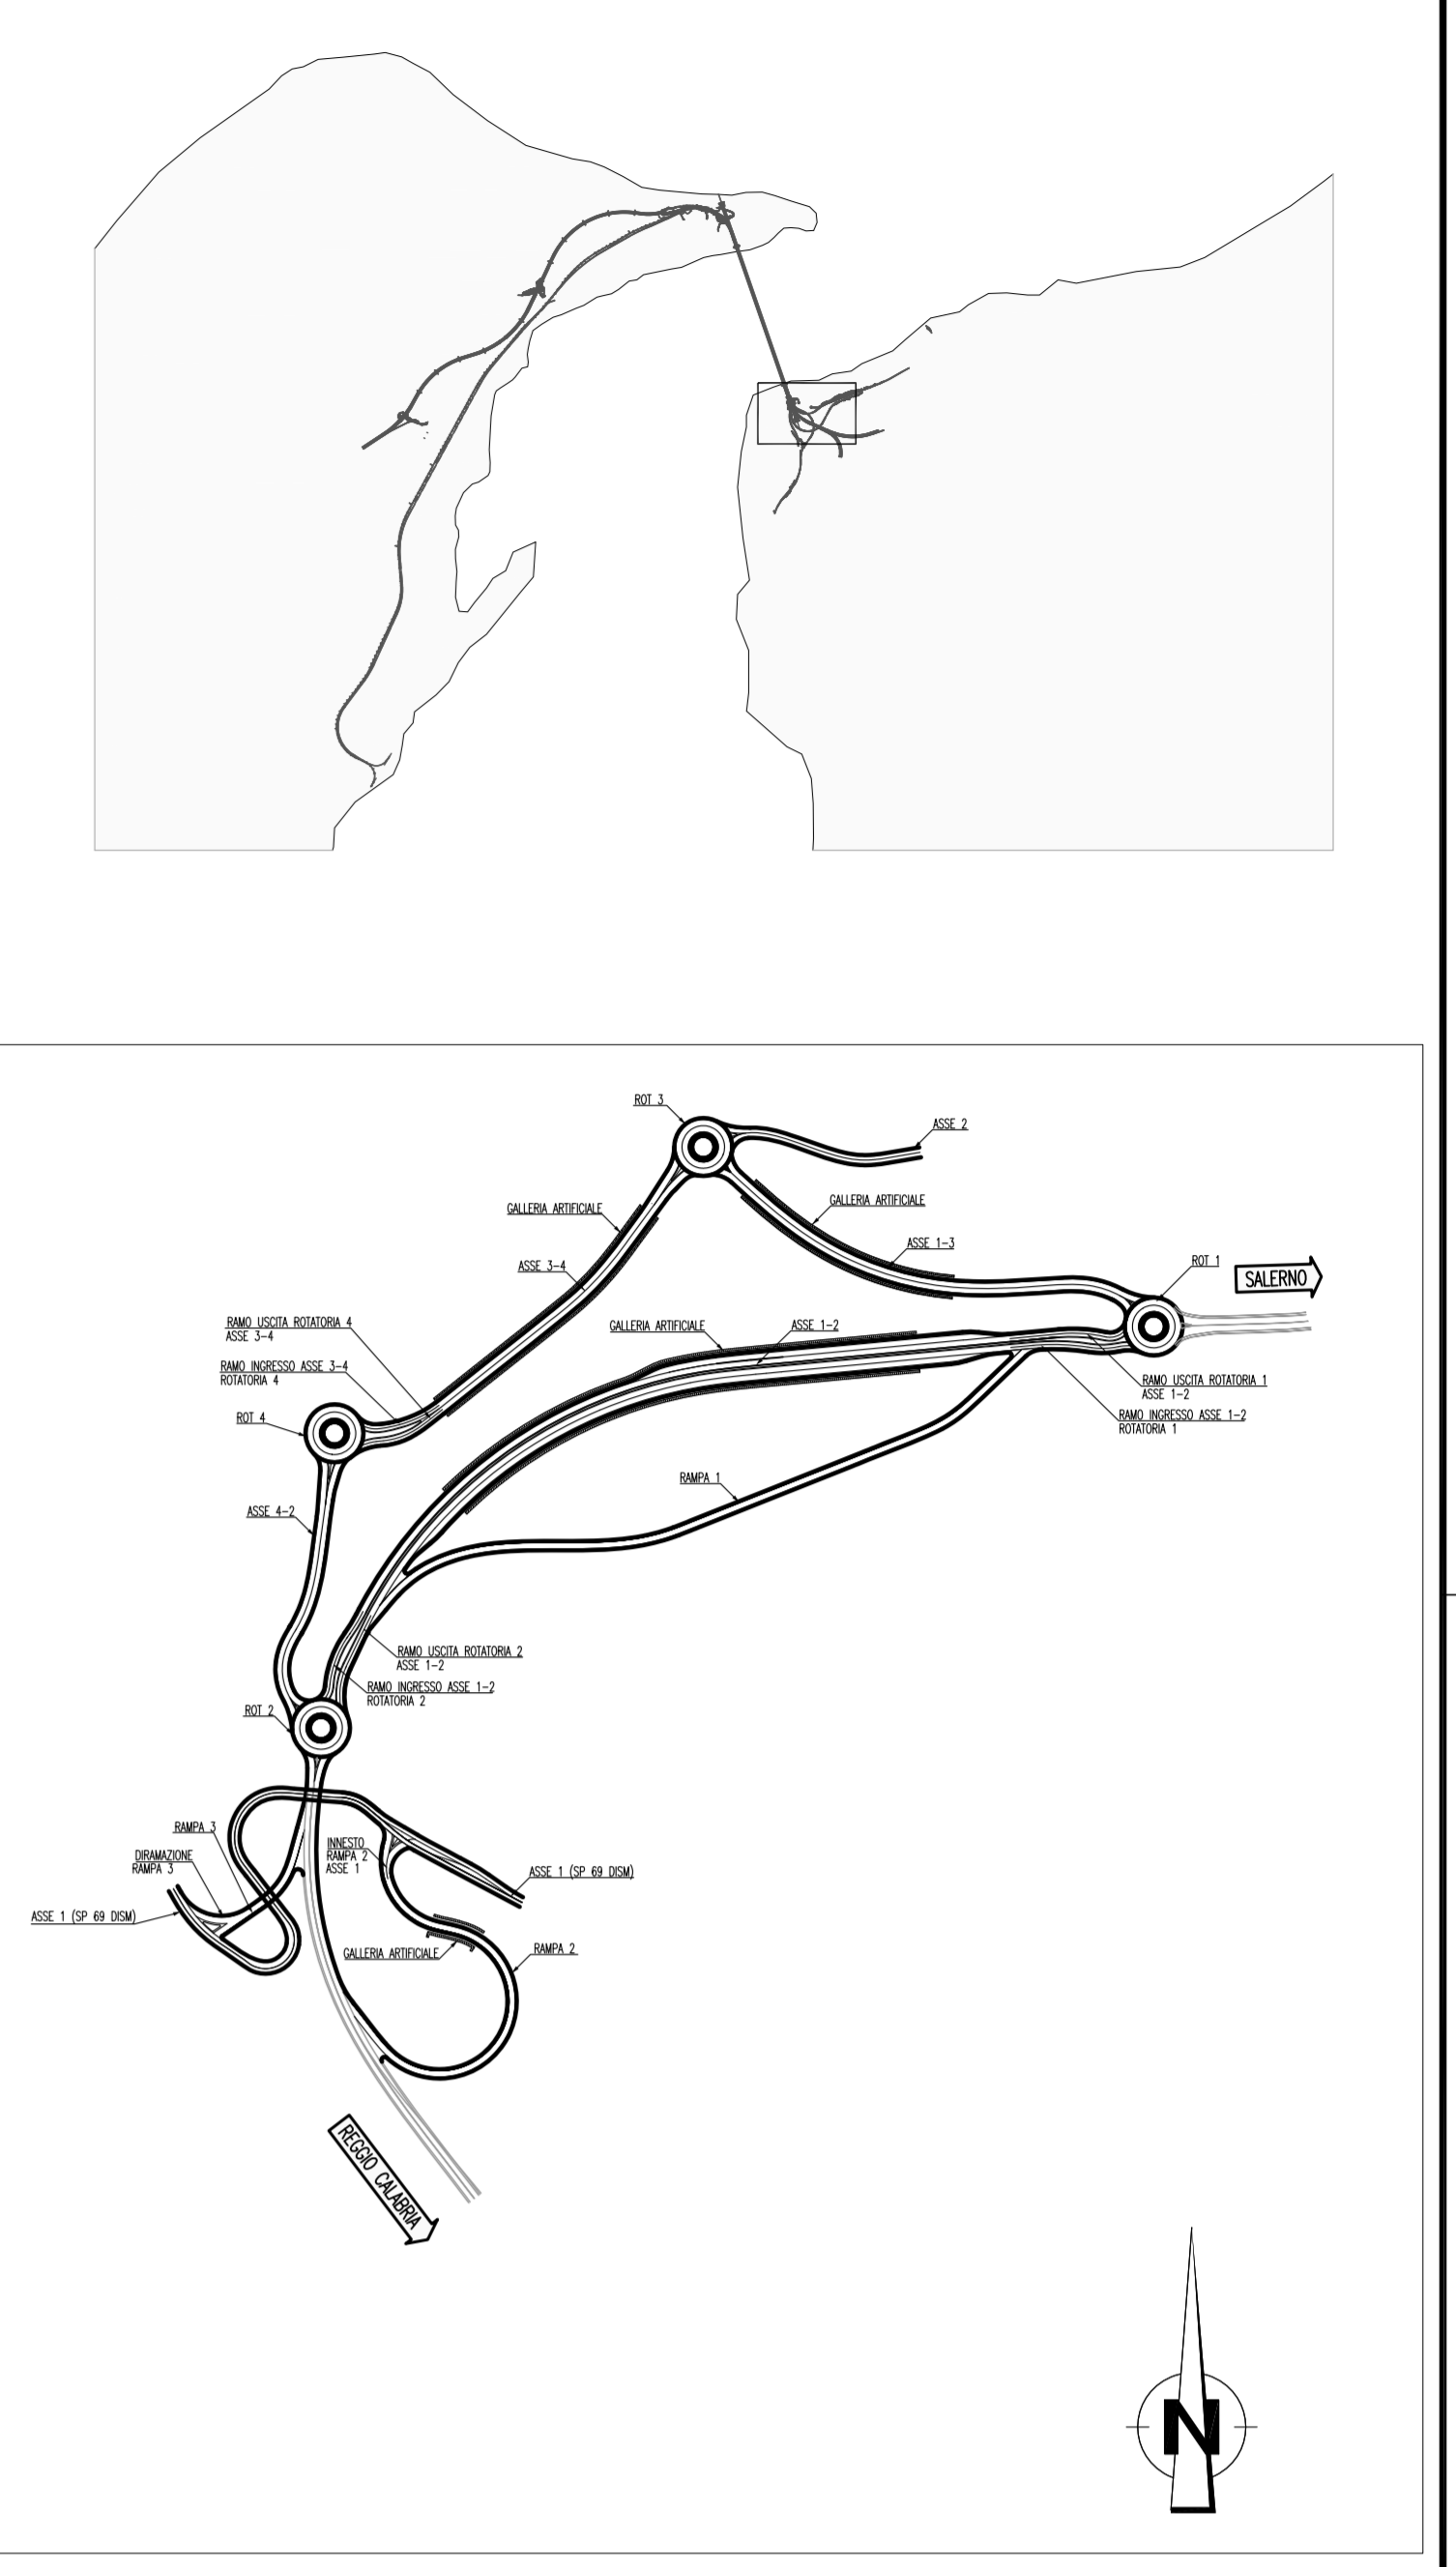 ROT 3
ASSE 2
GALLERIA ARTIFICIALE
GALLERIA ARTIFICIALE
ASSE 1-3
ASSE 3-4
ROT 1
SALERNO
RAMO USCITA ROTATORIA 4
ASSE 3-4
GALLERIA ARTIFICIALE
ASSE 1-2
RAMO INGRESSO ASSE 3-4
ROTATORIA 4
RAMO USCITA ROTATORIA 1
ASSE 1-2
ROT 4
RAMO INGRESSO ASSE 1-2
ROTATORIA 1
RAMPA 1
ASSE 4-2
RAMO USCITA ROTATORIA 2
ASSE 1-2
RAMO INGRESSO ASSE 1-2
ROTATORIA 2
ROT 2
RAMPA 3
DIRAMAZIONE
RAMPA 3
INNESTO
RAMPA 2
ASSE 1
ASSE 1 (SP 69 DISM)
ASSE 1 (SP 69 DISM)
GALLERIA ARTIFICIALE
RAMPA 2
REGGIO CALABRIA
N